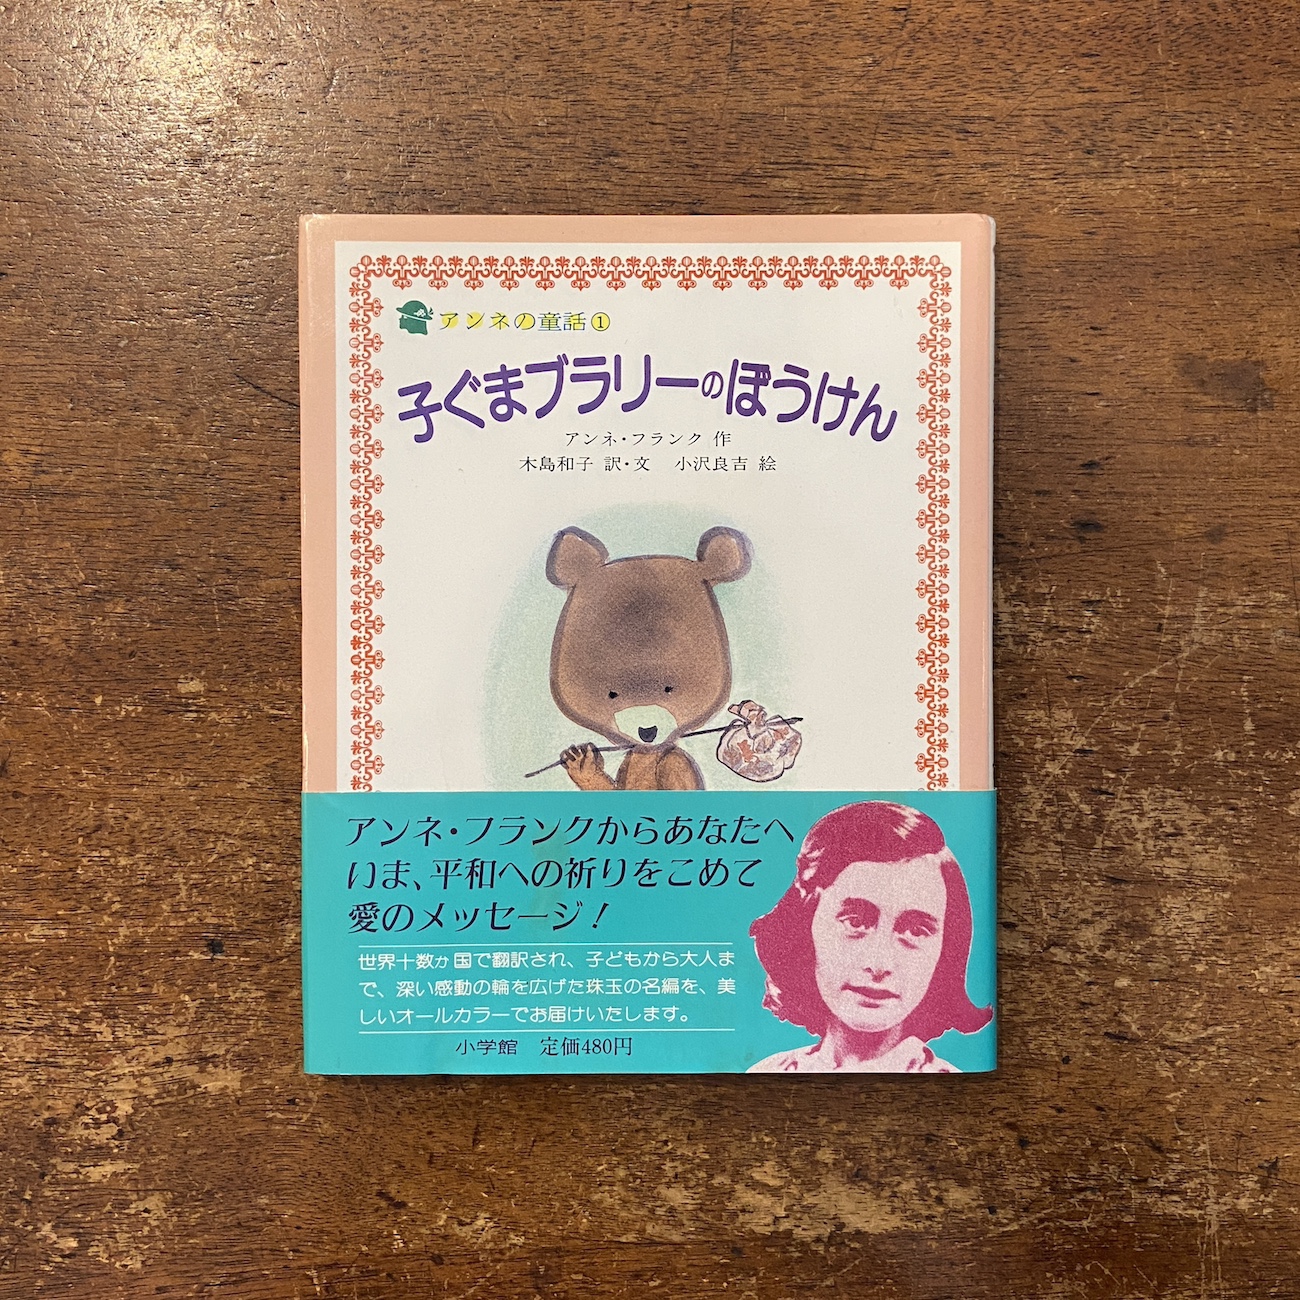 アンネの童話①
子ぐまブラリーのぼうけん
アンネ・フランク 作
木島和子 訳・文 小沢良吉 絵
アンネ・フランクからあなたへ
いま、平和への祈りをこめて
愛のメッセージ!
世界十数か国で翻訳され、子どもから大人ま
で、深い感動の輪を広げた珠玉の名編を、美
しいオールカラーでお届けいたします。
小学館 定価480円